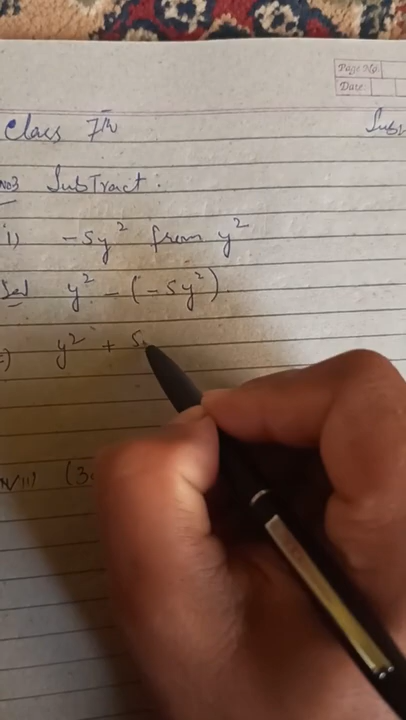 Page No.
Date:
Class 7th
No3 Subtract.
i) -5y² from y²
Sol y² - (-5y²).
=) y² + 5